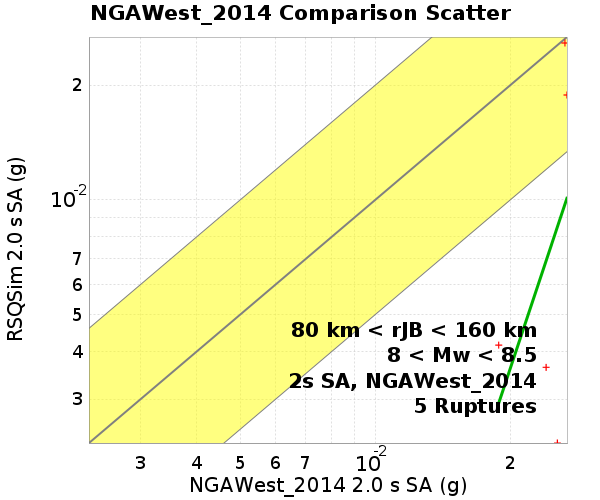 NGAWest_2014 Comparison Scatter
RSQSim 2.0 s SA (g)
2
10-2
7
6
5
4
3
80 km < rJB < 160 km
8 < Mw < 8.5
2s SA, NGAWest_2014
5 Ruptures
3 4 5 6 7 10-2 2
NGAWest_2014 2.0 s SA (g)